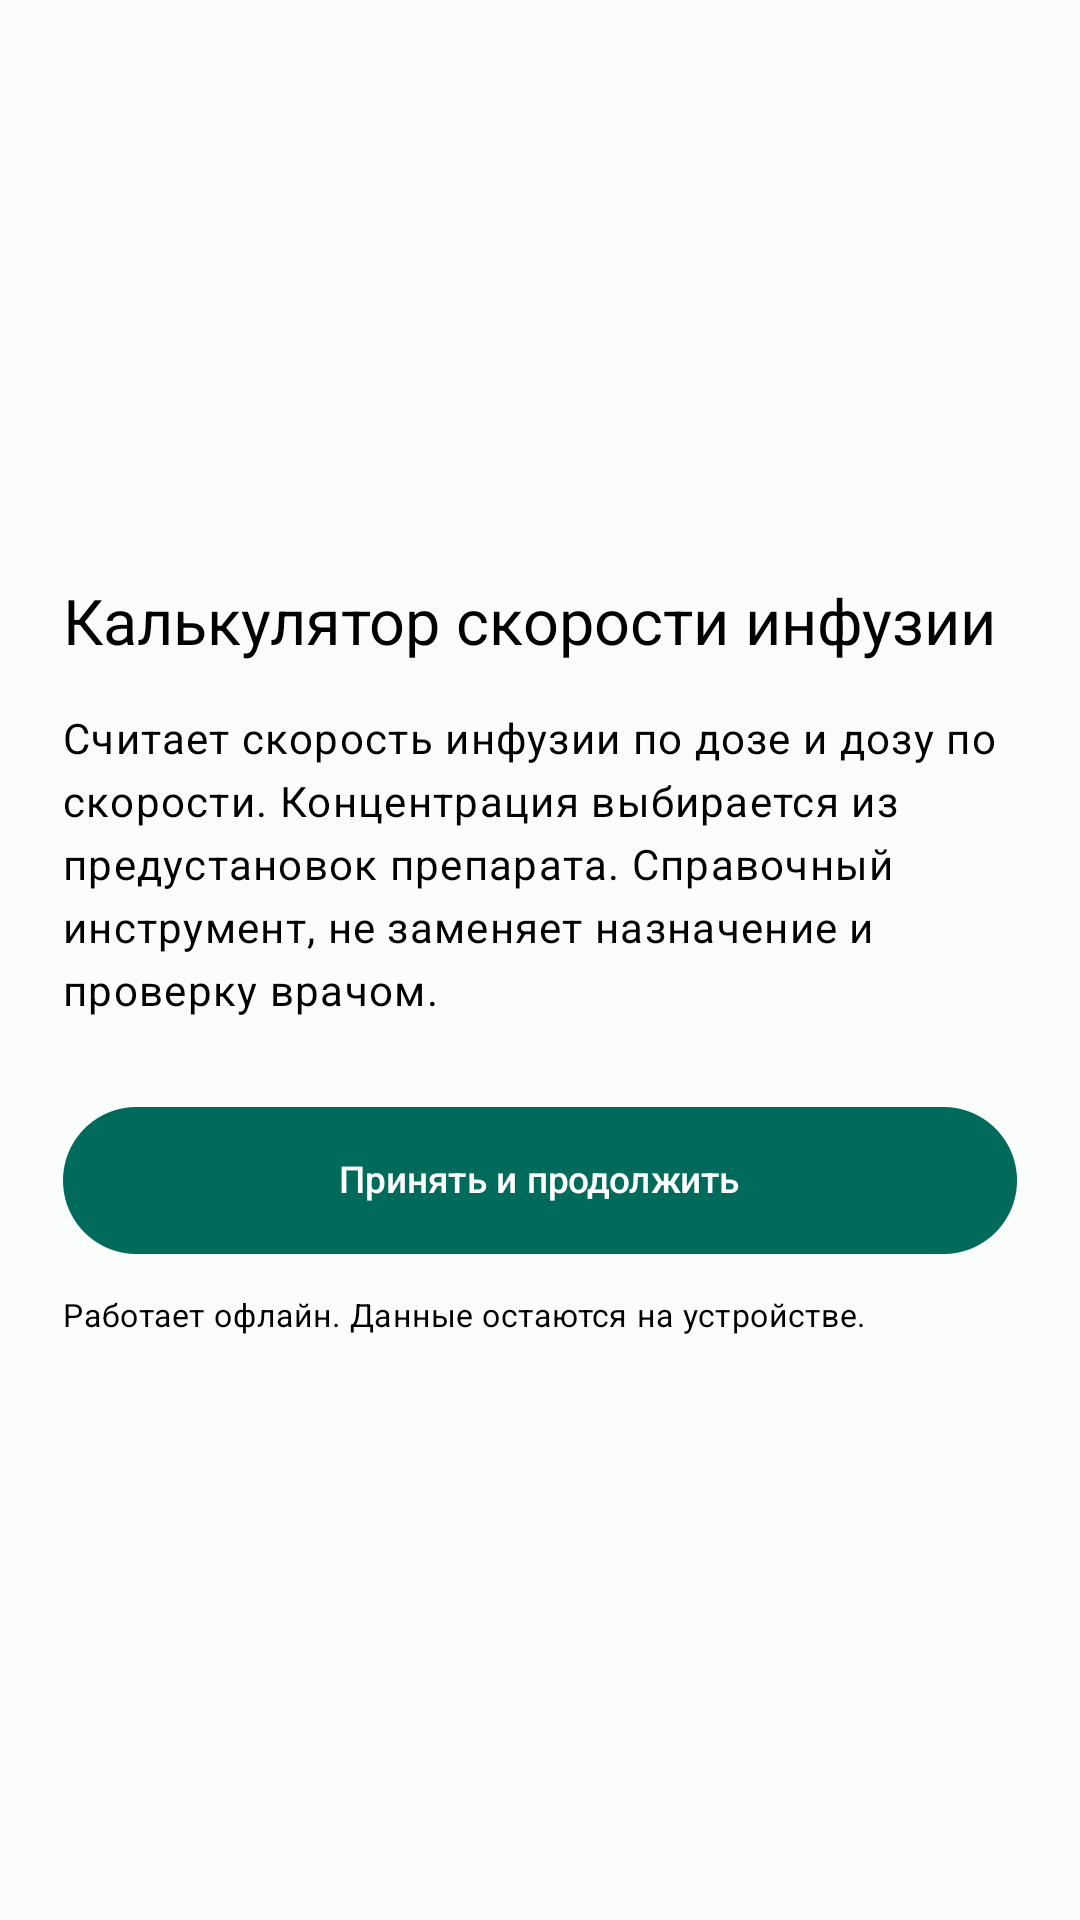 Калькулятор скорости инфузии
Считает скорость инфузии по дозе и дозу по
скорости. Концентрация выбирается из
предустановок препарата. Справочный
инструмент, не заменяет назначение и
проверку врачом.
Принять и продолжить
Работает офлайн. Данные остаются на устройстве.